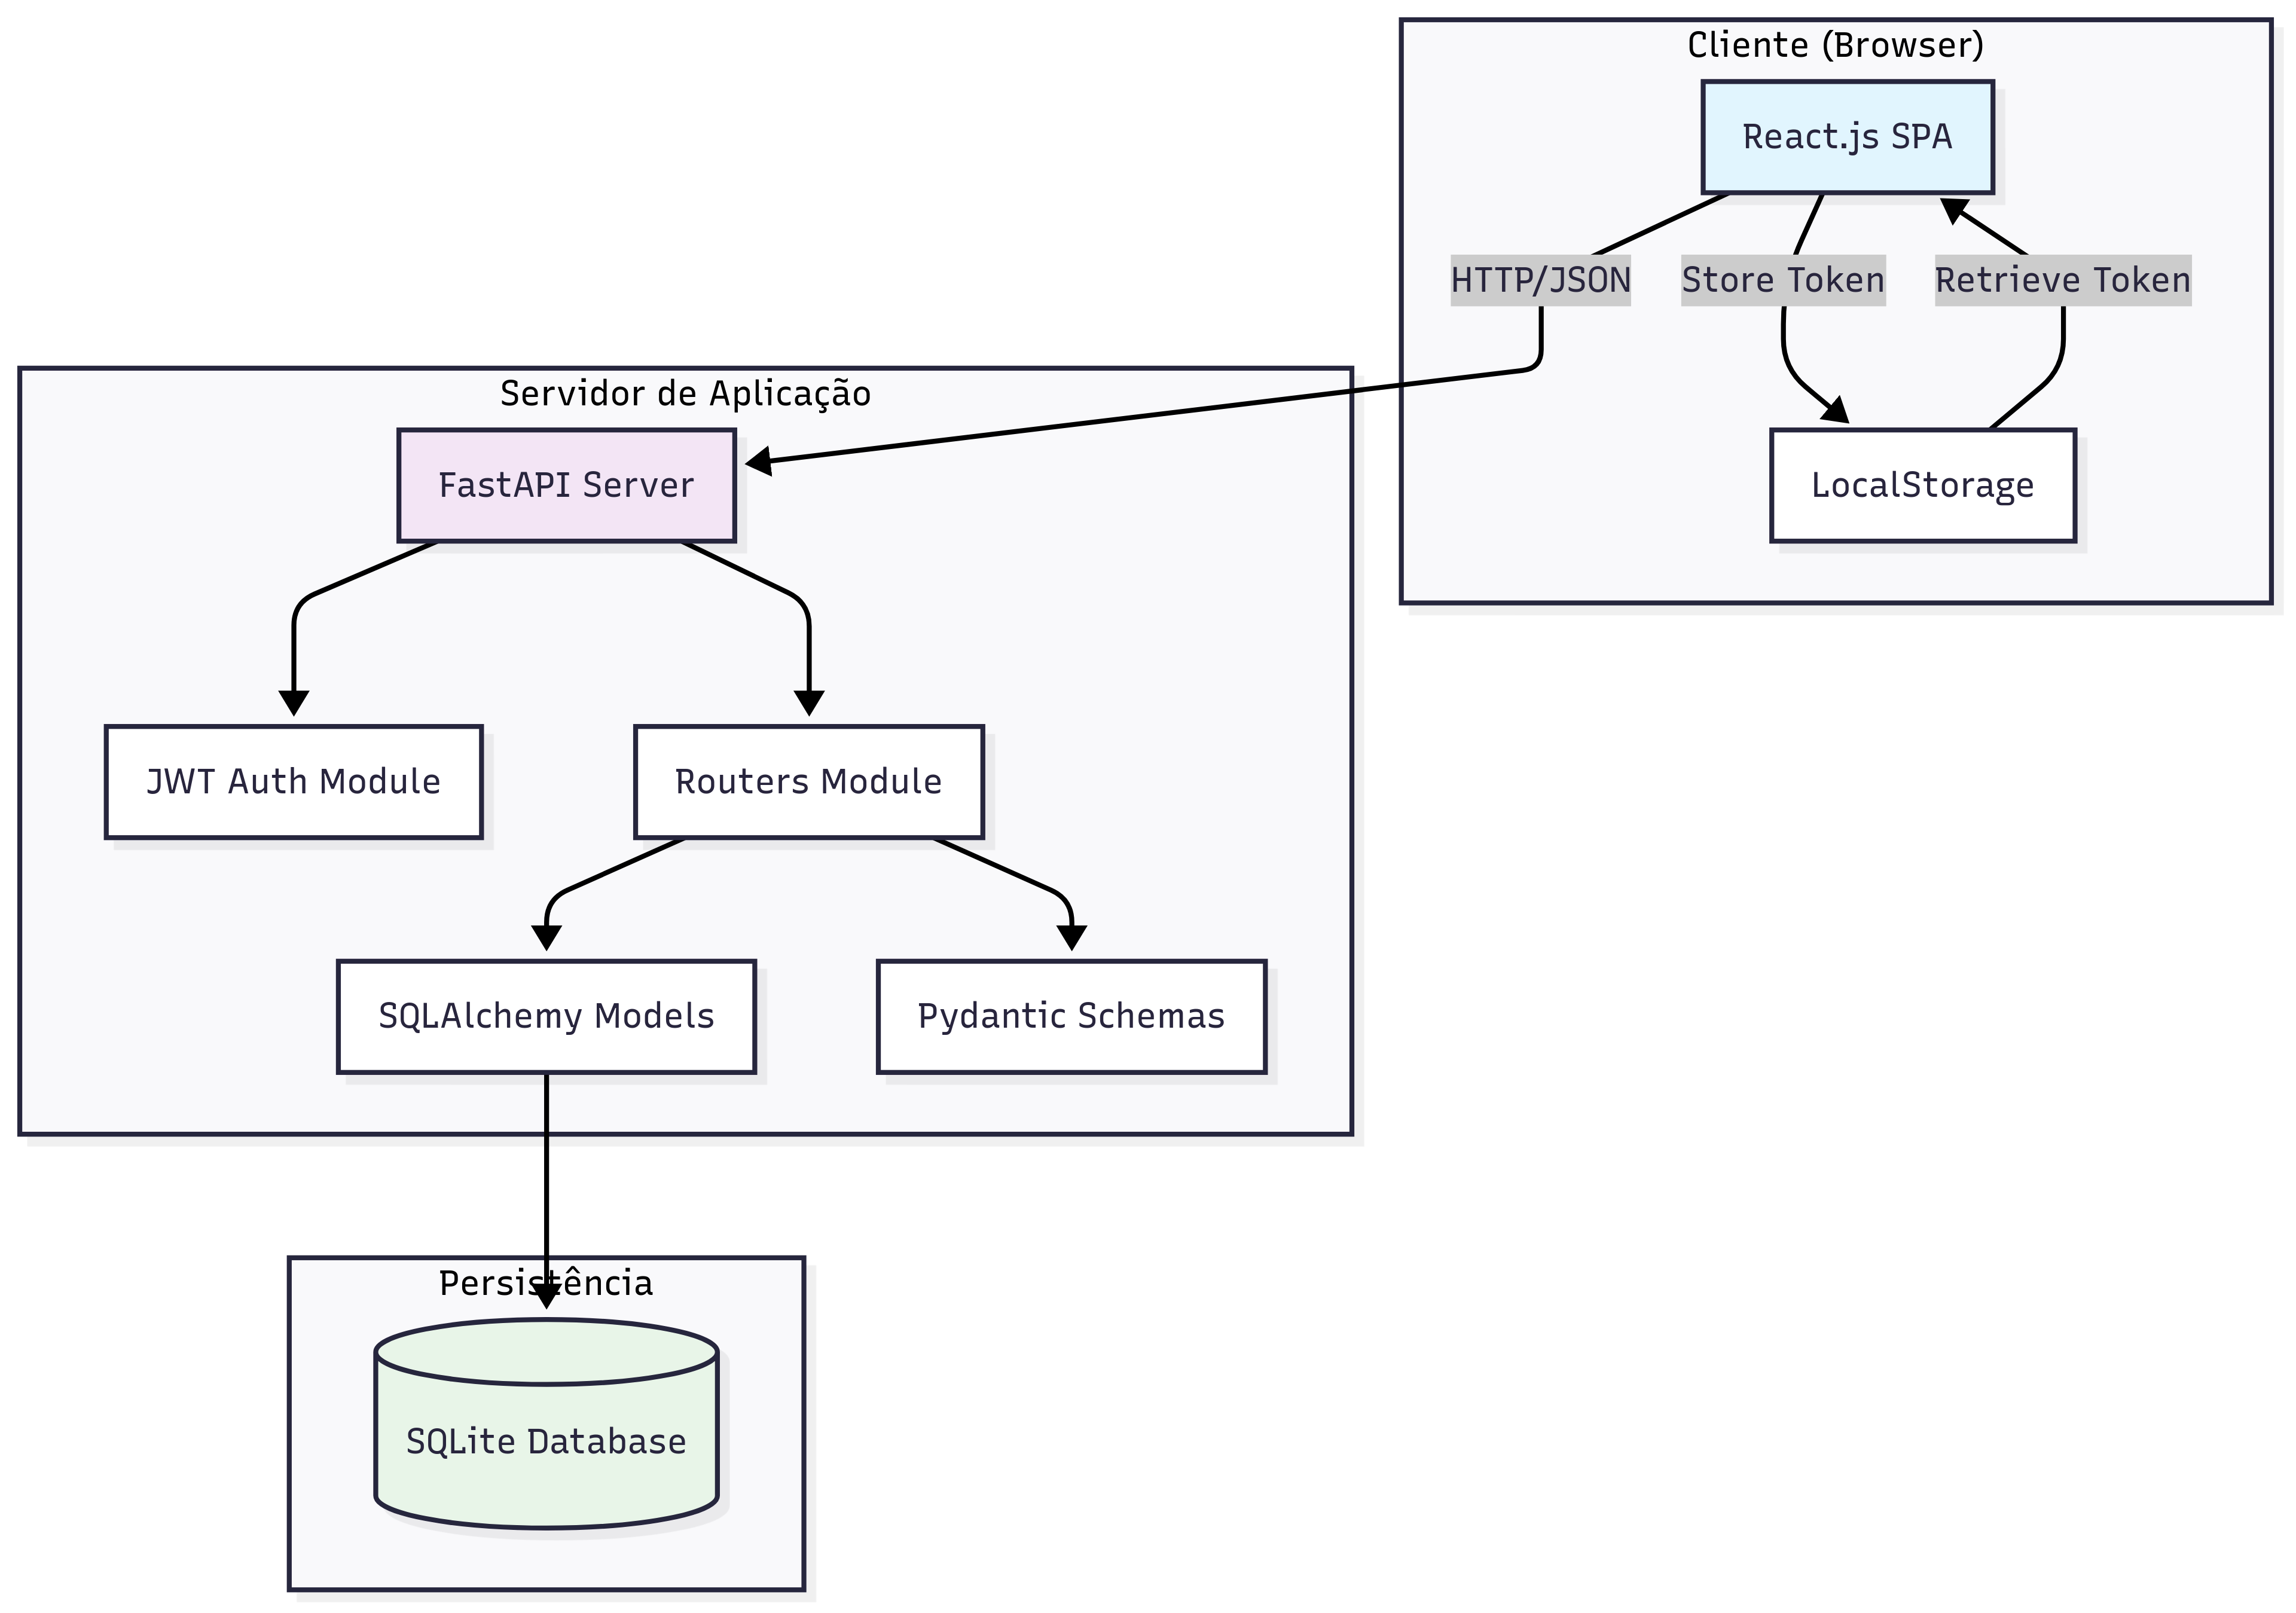 Cliente (Browser)
React.js SPA
HTTP/JSON
Store Token
Retrieve Token
LocalStorage
Servidor de Aplicação
FastAPI Server
JWT Auth Module
Routers Module
SQLAlchemy Models
Pydantic Schemas
Persistência
SQLite Database